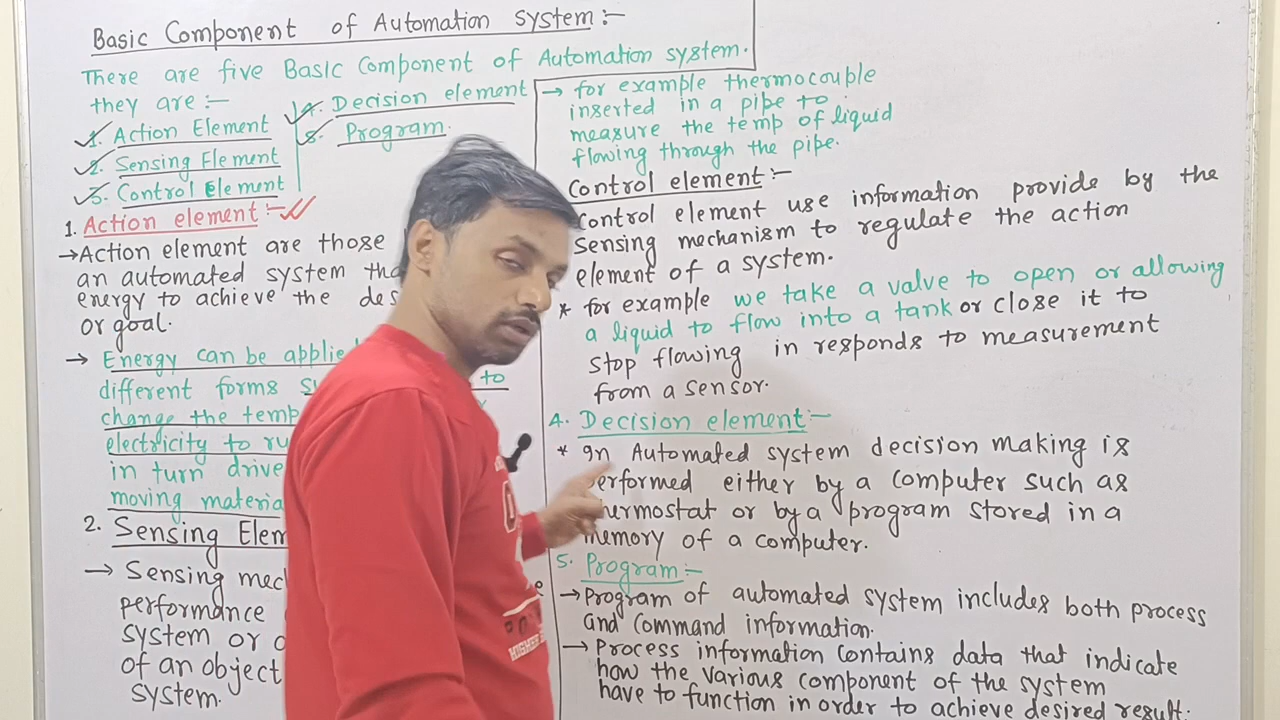 Basic Component of Automation system:-
There are five Basic Component of Automation system.
they are:-
1. Action Element
2. Sensing Element
3. Control element
4. Decision element
5. Program.
1. Action element:-
→Action element are those
an automated system
energy to achieve the
or goal.
→ Energy can be
different forms
to
change the
electricity to
in turn drive
moving
2. Sensing
→ Sensing
performance
system or
of an object
system.
→ for example thermocouple
inserted in a pipe to
measure the temp of liquid
flowing through the pipe.
Control element:-
Control element use information provide by the
Sensing mechanism to regulate the action
element of a system.
* for example we take a valve to open or allowing
a liquid to flow into a tank or close it to
stop flowing in responds to measurement
from a sensor.
4. Decision element:-
* In Automated system decision making is
performed either by a computer such as
thermostat or by a program stored in a
memory of a computer.
5. Program:-
→Program of automated system includes both process
and command information.
→ Process information contains data that indicate
how the various component of the system
have to function in order to achieve desired result.
HIGHER